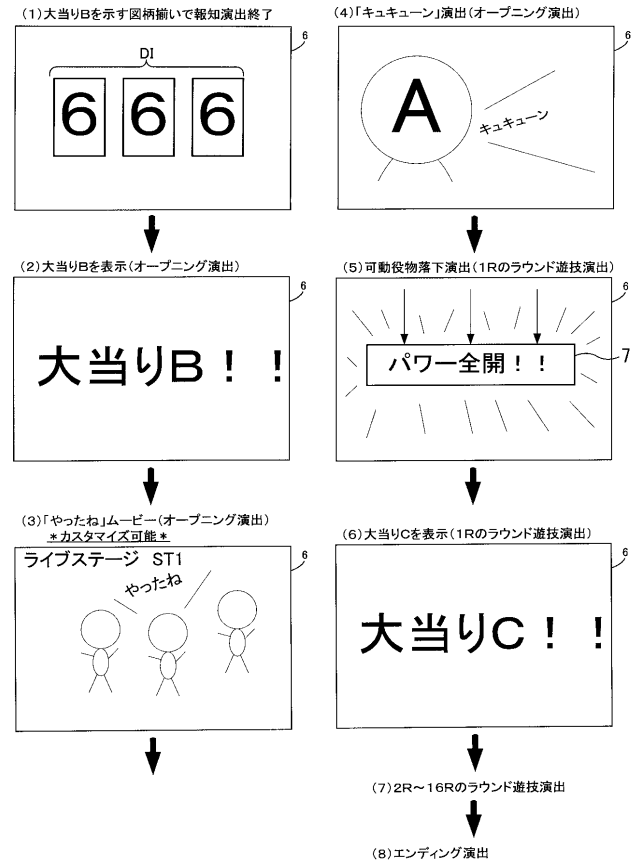 (1)大当りBを示す図柄揃いで報知演出終了
6
DI
6 6 6
(2)大当りBを表示(オープニング演出)
6
大当りB！！
(3)「やったね」ムービー(オープニング演出)
＊カスタマイズ可能＊
6
ライブステージ ST1
やったね
(4)「キュキューン」演出(オープニング演出)
6
A
キュキューン
(5)可動役物落下演出(1Rのラウンド遊技演出)
6
パワー全開！！
7
(6)大当りCを表示(1Rのラウンド遊技演出)
6
大当りC！！
(7)2R～16Rのラウンド遊技演出
(8)エンディング演出